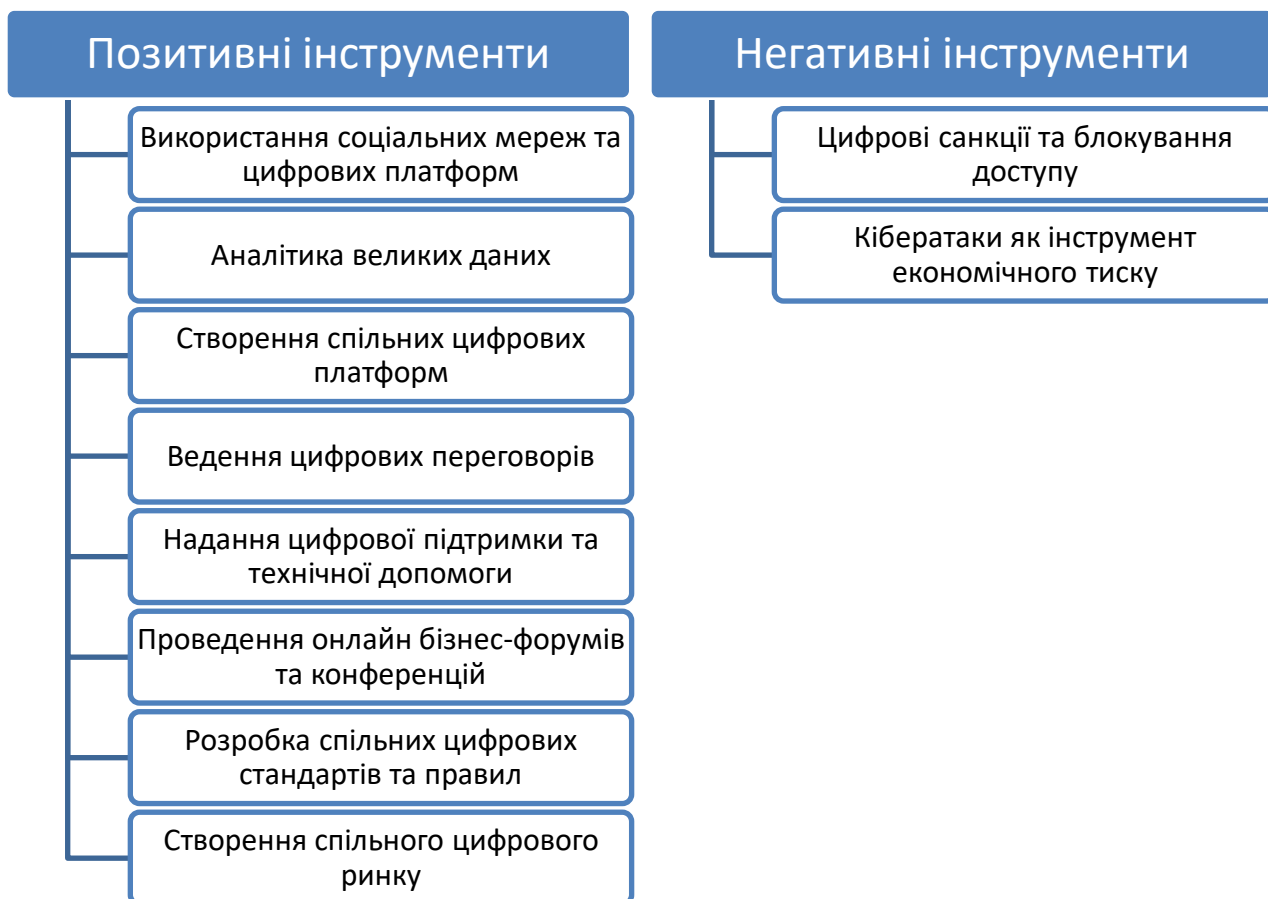 Позитивні інструменти
Використання соціальних мереж та
цифрових платформ
Аналітика великих даних
Створення спільних цифрових
платформ
Ведення цифрових переговорів
Надання цифрової підтримки та
технічної допомоги
Проведення онлайн бізнес-форумів
та конференцій
Розробка спільних цифрових
стандартів та правил
Створення спільного цифрового
ринку
Негативні інструменти
Цифрові санкції та блокування
доступу
Кібератаки як інструмент
економічного тиску